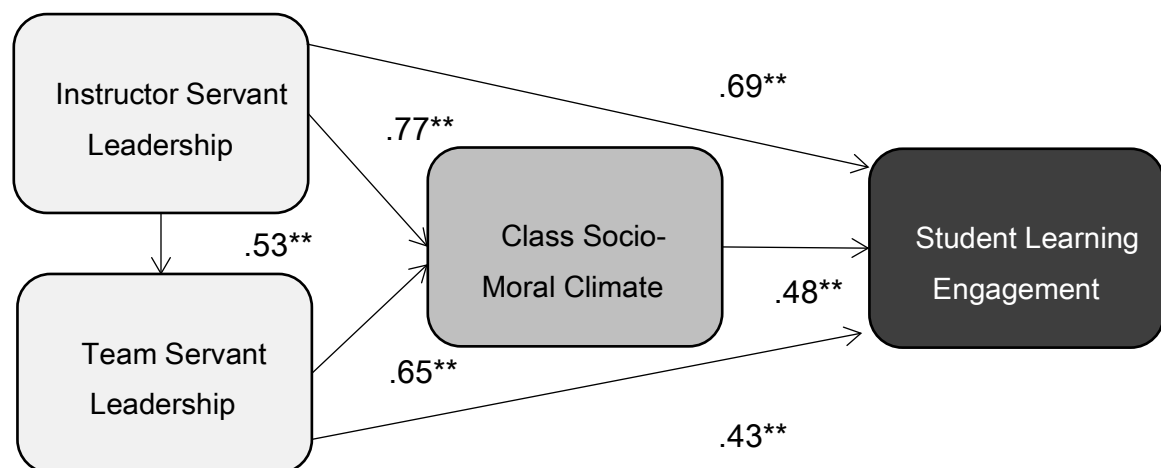 Instructor Servant
Leadership
.69**
.77**
Class Socio-
Moral Climate
Student Learning
Engagement
.53**
.48**
Team Servant
Leadership
.65**
.43**